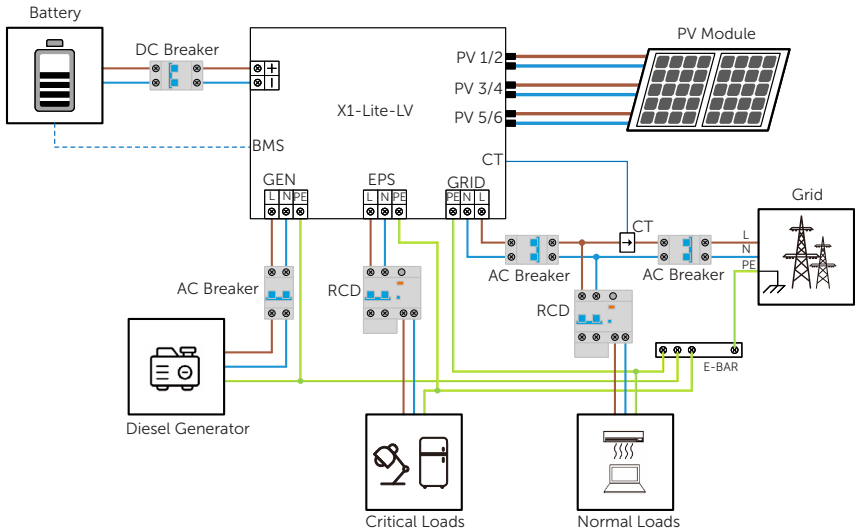 Battery
DC Breaker
PV Module
PV 1/2
PV 3/4
X1-Lite-LV
PV 5/6
BMS
CT
GEN
EPS
GRID
L N PE
L N PE
PE N L
Grid
CT
L
N
PE
AC Breaker
AC Breaker
AC Breaker
RCD
RCD
E-BAR
Diesel Generator
Critical Loads
Normal Loads